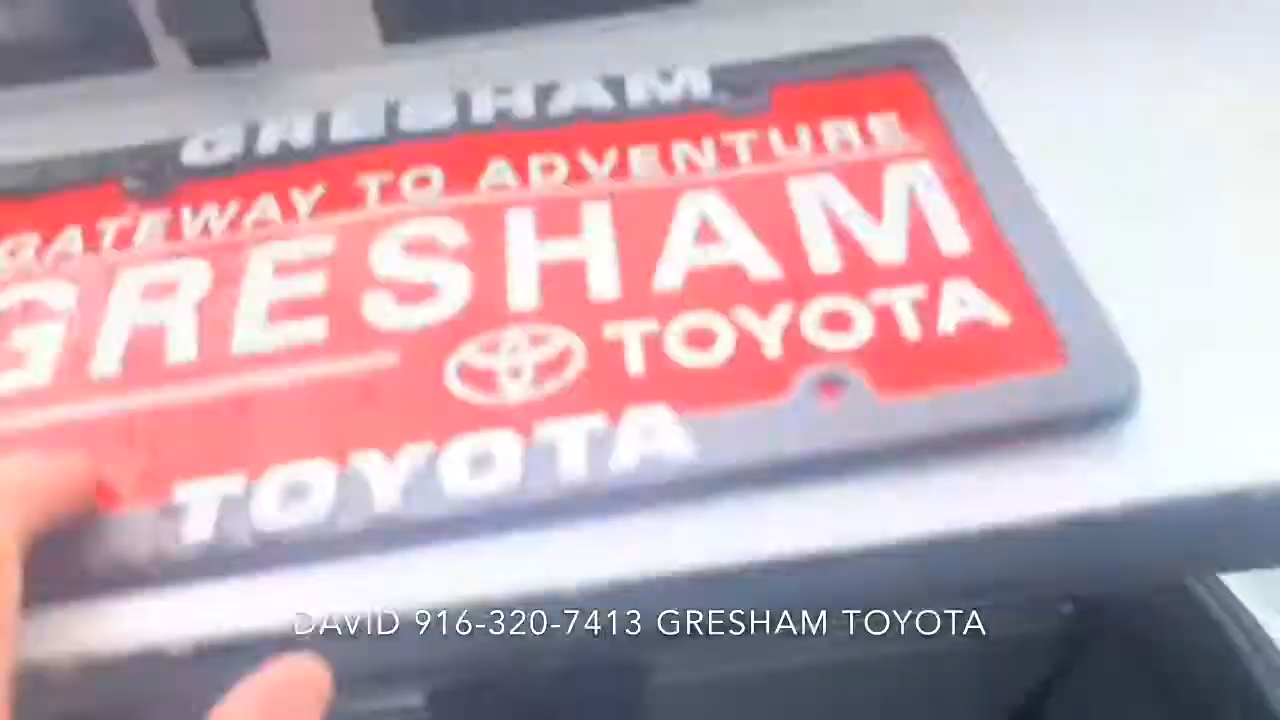 GRESHAM
GATEWAY TO ADVENTURE
GRESHAM
TOYOTA
TOYOTA
DAVID 916-320-7413 GRESHAM TOYOTA